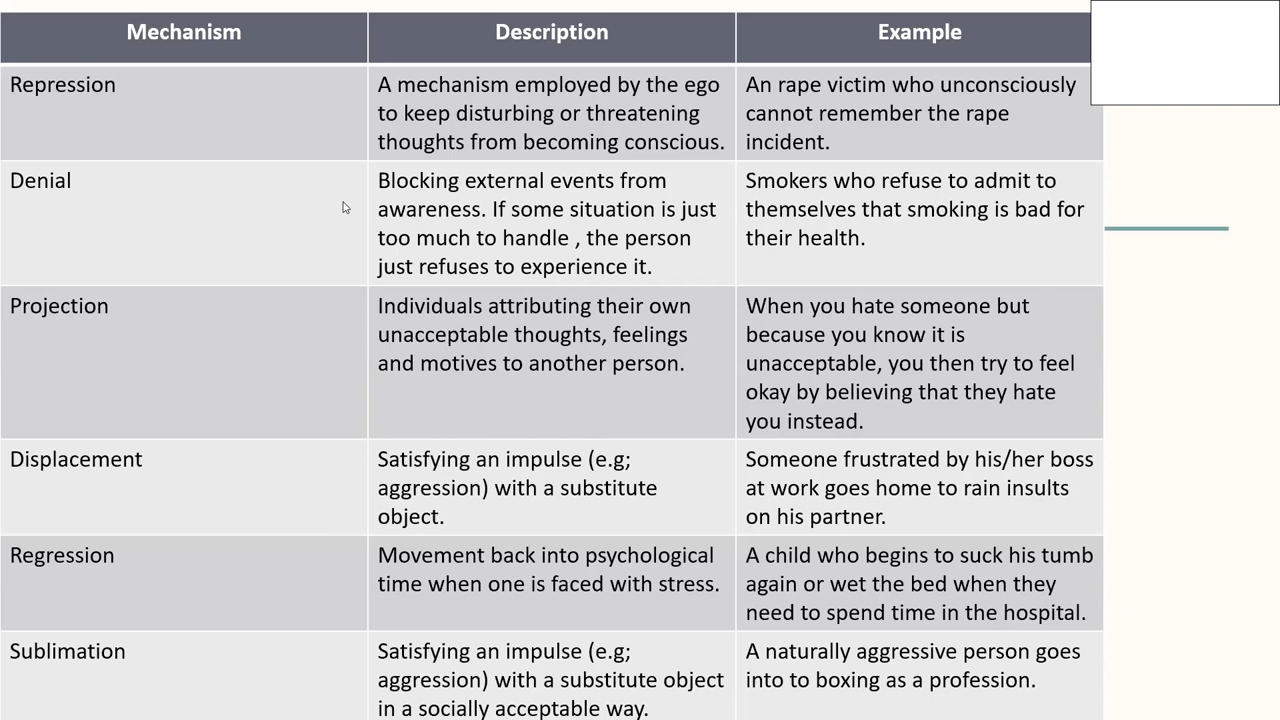 Mechanism
Description
Example
Repression
A mechanism employed by the ego
to keep disturbing or threatening
thoughts from becoming conscious.
An rape victim who unconsciously
cannot remember the rape
incident.
Denial
Blocking external events from
awareness. If some situation is just
too much to handle , the person
just refuses to experience it.
Smokers who refuse to admit to
themselves that smoking is bad for
their health.
Projection
Individuals attributing their own
unacceptable thoughts, feelings
and motives to another person.
When you hate someone but
because you know it is
unacceptable, you then try to feel
okay by believing that they hate
you instead.
Displacement
Satisfying an impulse (e.g;
aggression) with a substitute
object.
Someone frustrated by his/her boss
at work goes home to rain insults
on his partner.
Regression
Movement back into psychological
time when one is faced with stress.
A child who begins to suck his tumb
again or wet the bed when they
need to spend time in the hospital.
Sublimation
Satisfying an impulse (e.g;
aggression) with a substitute object
in a socially acceptable way.
A naturally aggressive person goes
into to boxing as a profession.